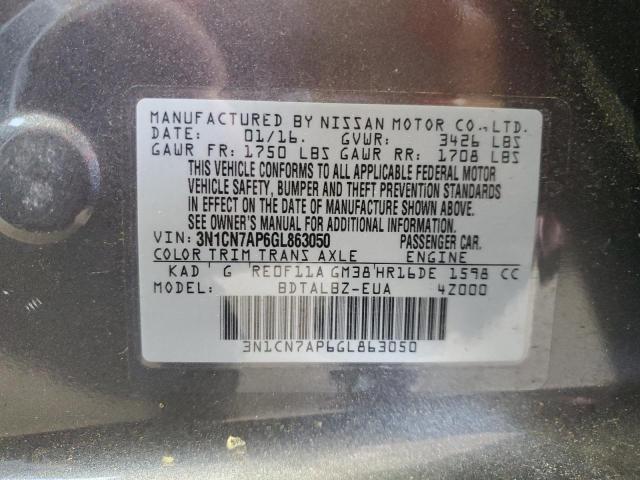 MANUFACTURED BY NISSAN MOTOR CO., LTD.
DATE: 01/16. GVWR: 3426 LBS
GAWR FR: 1750 LBS GAWR RR: 1708 LBS
THIS VEHICLE CONFORMS TO ALL APPLICABLE FEDERAL MOTOR
VEHICLE SAFETY, BUMPER AND THEFT PREVENTION STANDARDS
IN EFFECT ON THE DATE OF MANUFACTURE SHOWN ABOVE.
SEE OWNER'S MANUAL FOR ADDITIONAL INFORMATION.
VIN: 3N1CN7AP6GL863050 PASSENGER CAR.
COLOR TRIM TRANS AXLE ENGINE
KAD ' G RE0F11A GM38'HR16DE 1598 CC
MODEL: BDTALBZ-EUA 4Z000
3N1CN7AP6GL863050